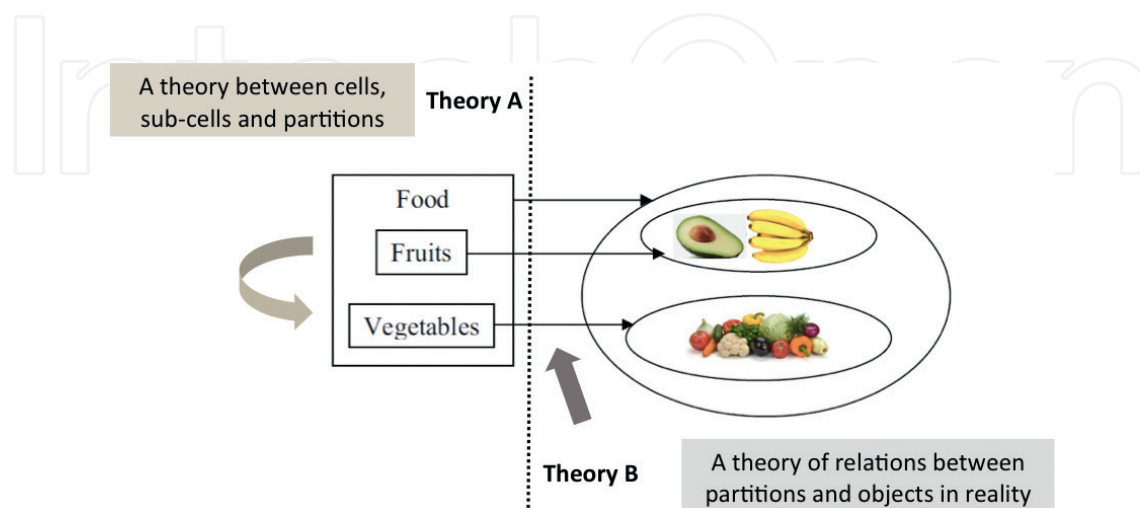 IntechOpen
A theory between cells,
sub-cells and partitions
Theory A
Food
Fruits
Vegetables
Theory B
A theory of relations between
partitions and objects in reality